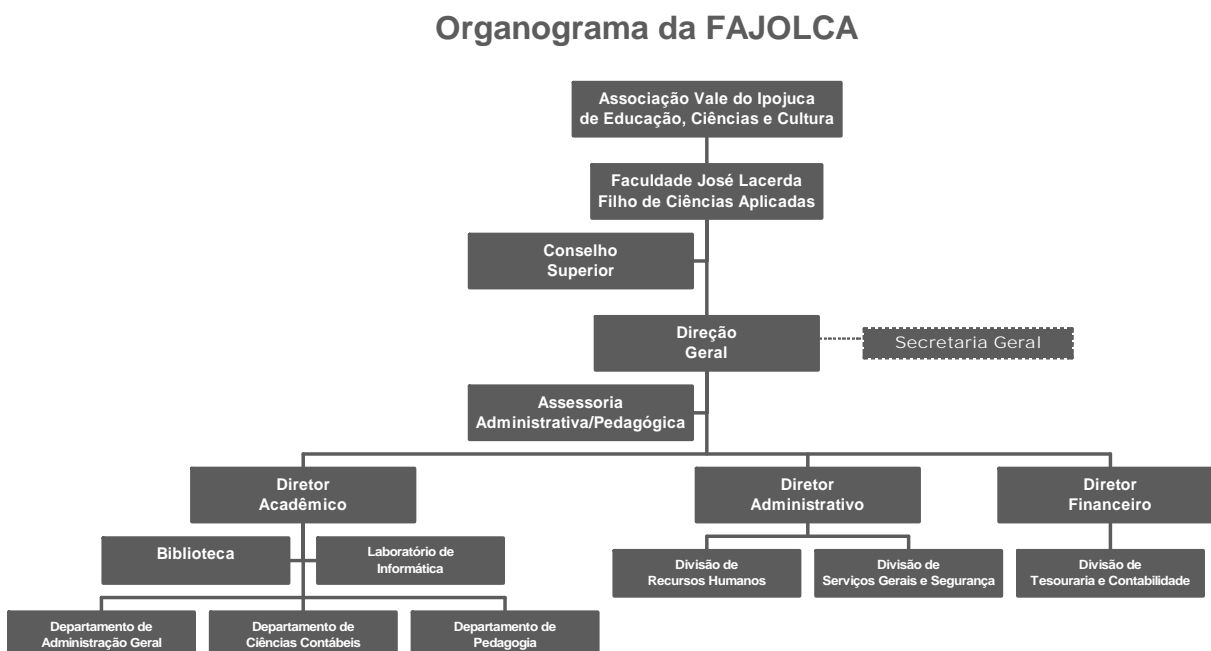 Organograma da FAJOLCA
Associação Vale do Ipojuca
de Educação, Ciências e Cultura
Faculdade José Lacerda
Filho de Ciências Aplicadas
Conselho
Superior
Direção
Geral
Secretaria Geral
Assessoria
Administrativa/Pedagógica
Diretor
Acadêmico
Diretor
Administrativo
Diretor
Financeiro
Biblioteca
Laboratório de
Informática
Divisão de
Recursos Humanos
Divisão de
Serviços Gerais e Segurança
Divisão de
Tesouraria e Contabilidade
Departamento de
Administração Geral
Departamento de
Ciências Contábeis
Departamento de
Pedagogia